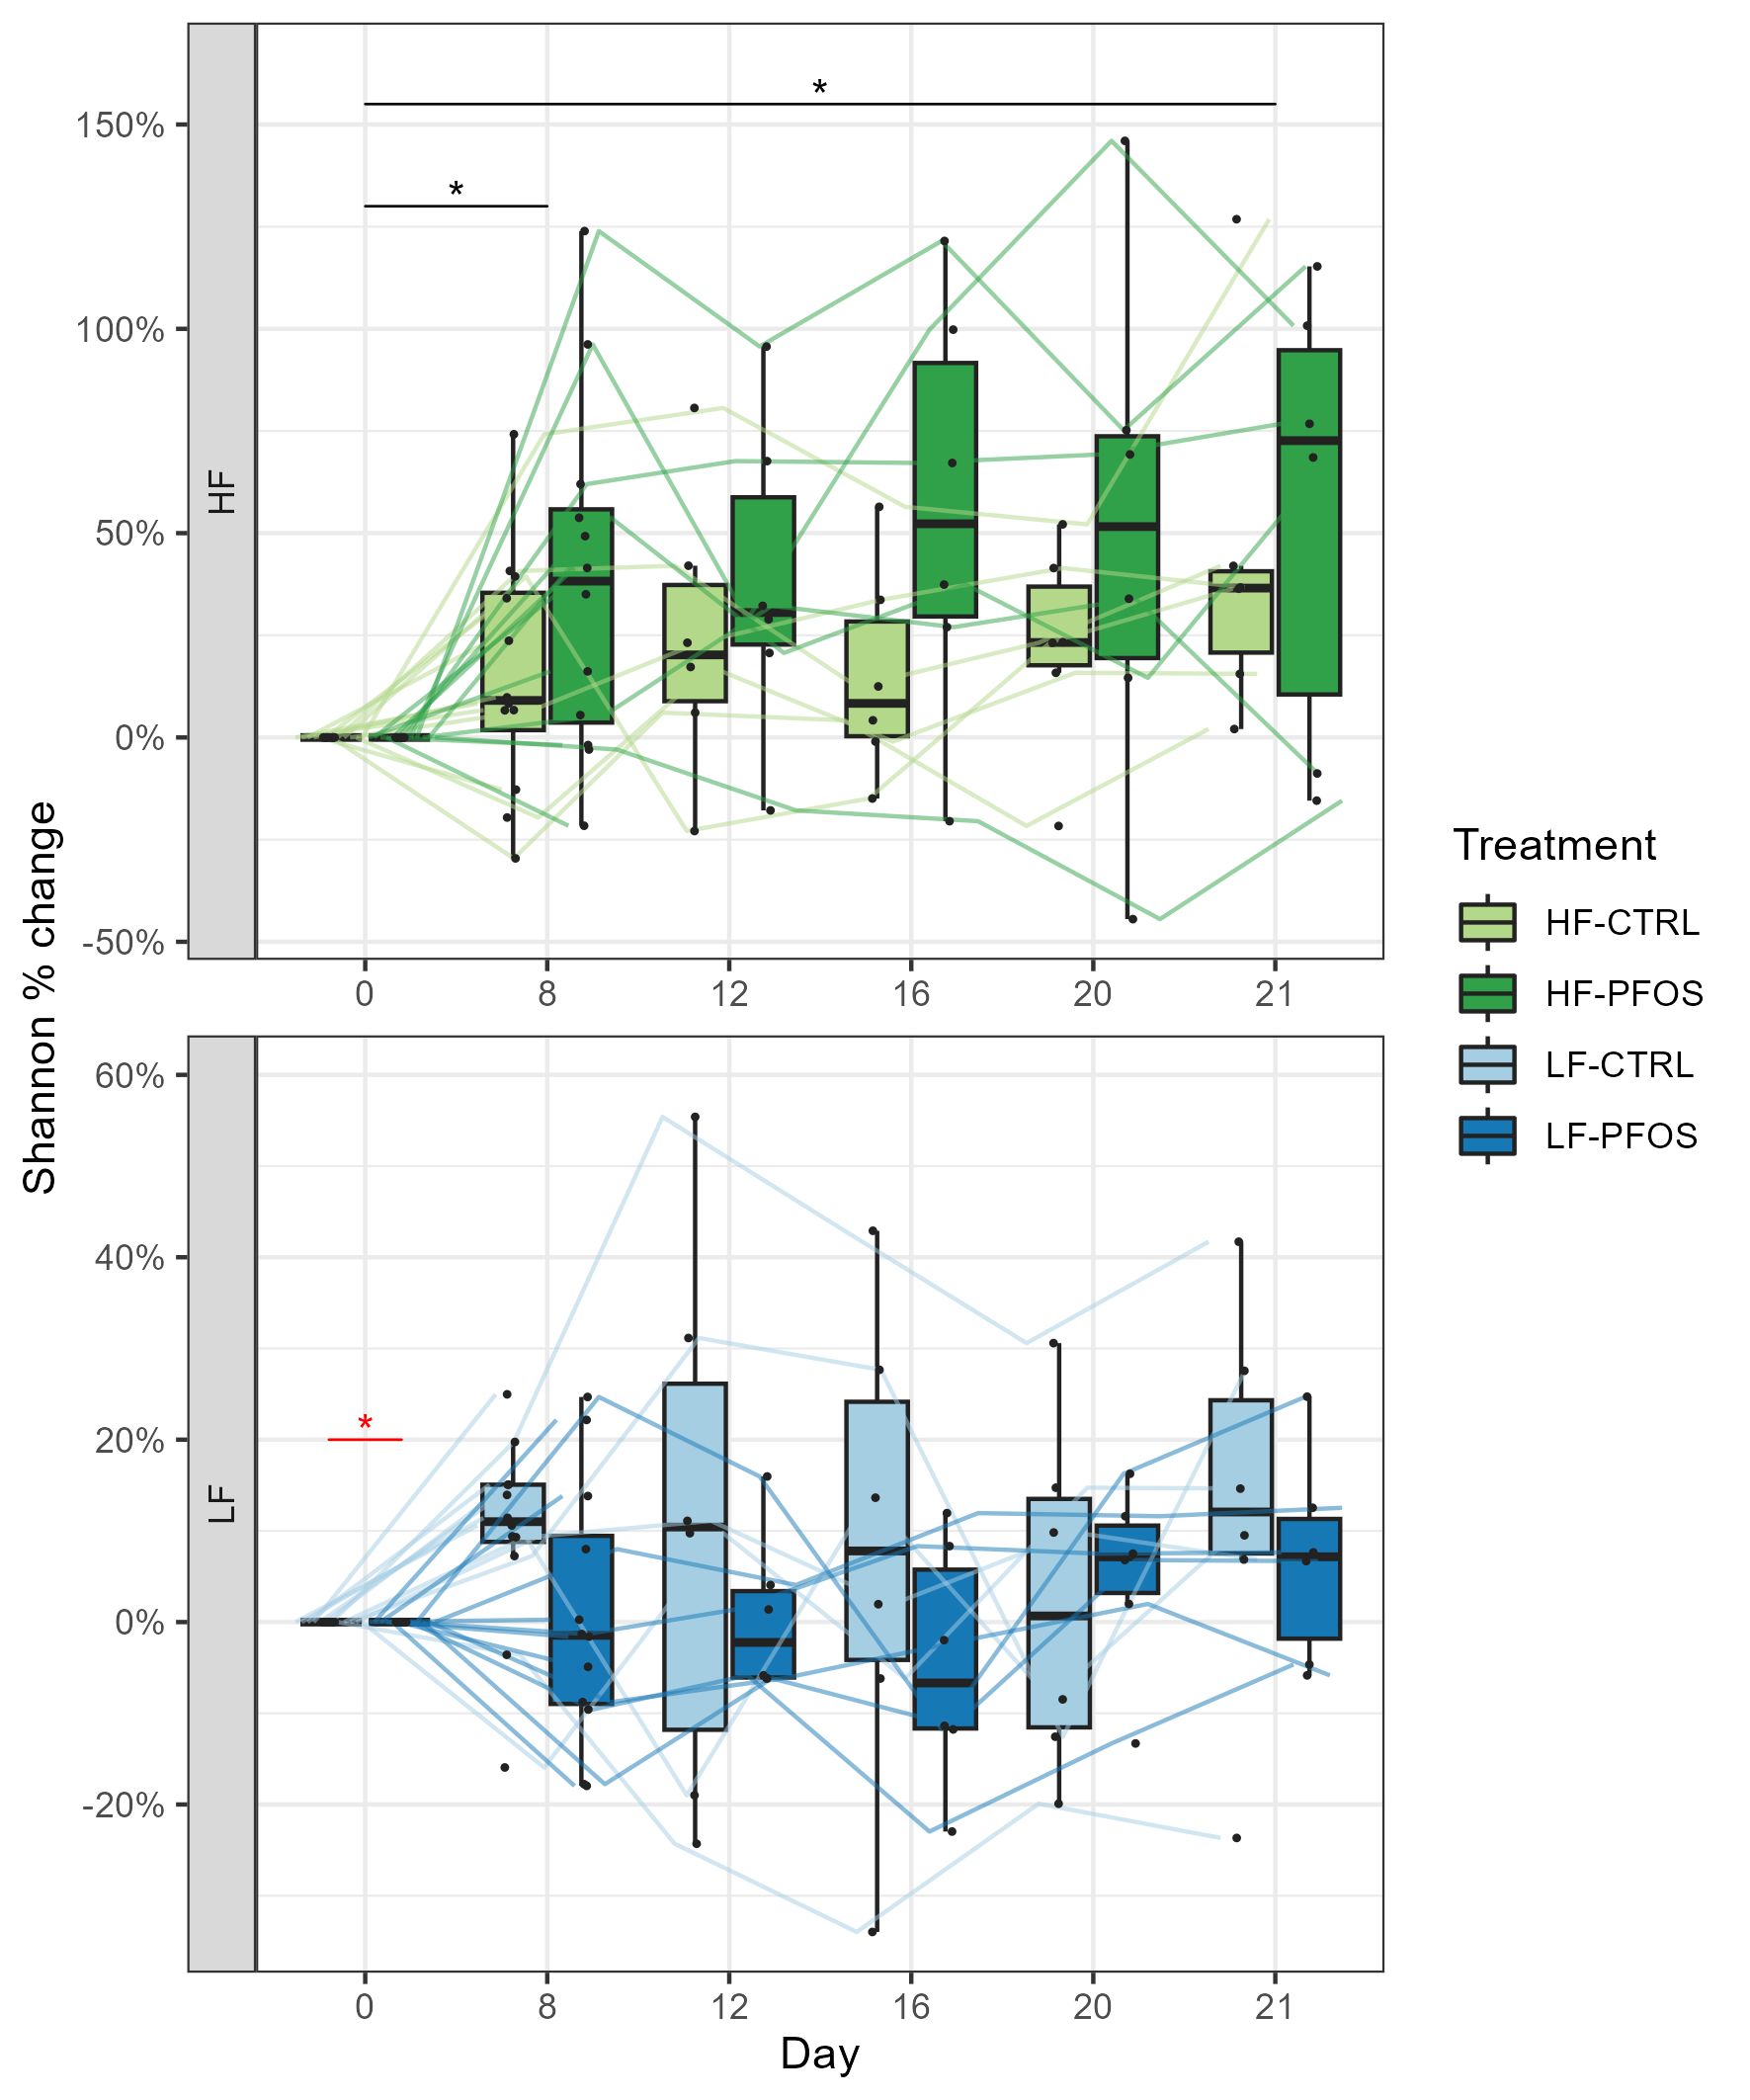 *
150%
*
100%
50%
0%
-50%
HF
0 8 12 16 20 21
Shannon % change
60%
40%
*
20%
0%
-20%
LF
0 8 12 16 20 21
Day
Treatment
HF-CTRL
HF-PFOS
LF-CTRL
LF-PFOS